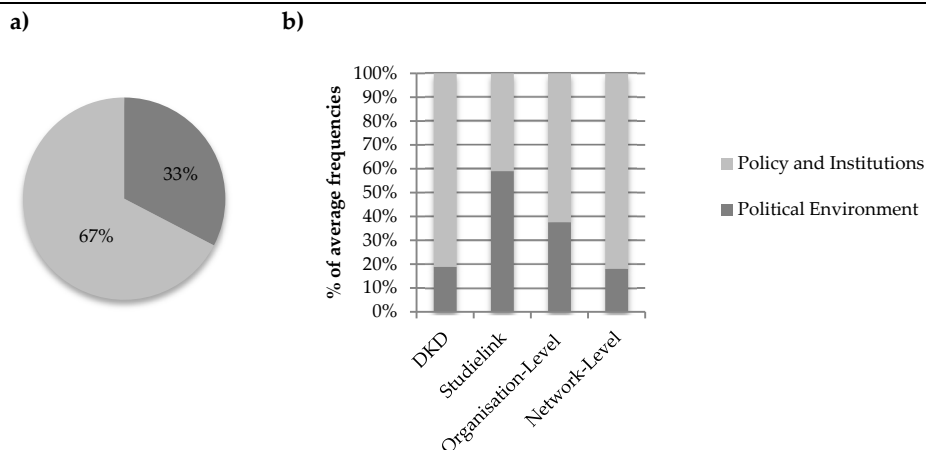 a)
b)
33%
67%
% of average frequencies
100%
90%
80%
70%
60%
50%
40%
30%
20%
10%
0%
DKD
Studielink
Organisation-Level
Network-Level
Policy and Institutions
Political Environment